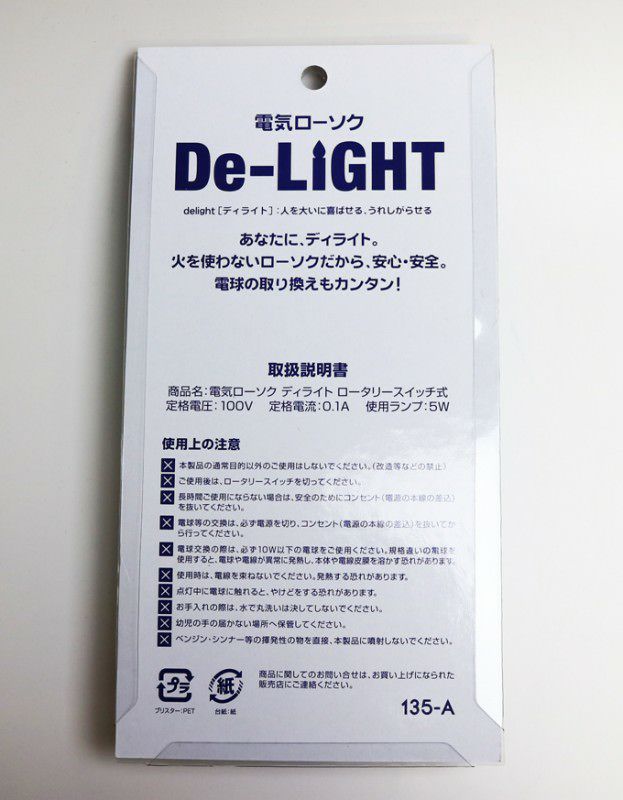 電気ローソク
De-LiGHT
delight［ディライト］:人を大いに喜ばせる、うれしがらせる
あなたに、ディライト。
火を使わないローソクだから、安心・安全。
電球の取り換えもカンタン！
取扱説明書
商品名:電気ローソク ディライト ロータリースイッチ式
定格電圧:100V 定格電流:0.1A 使用ランプ:5W
使用上の注意
本製品の通常目的以外のご使用はしないでください。(改造等などの禁止)
ご使用後は、ロータリースイッチを切ってください。
長時間ご使用にならない場合は、安全のためにコンセント(電源の本線の差込)
を抜いてください。
電球等の交換は、必ず電源を切り、コンセント(電源の本線の差込)を抜いてか
ら行ってください。
電球交換の際は、必ず10W以下の電球をご使用ください。規格違いの電球を
使用すると、電球や電線が異常に発熱し、本体や電線皮膜を溶かす恐れがあります。
使用時は、電線を束ねないでください。発熱する恐れがあります。
点灯中に電球に触れると、やけどをする恐れがあります。
お手入れの際は、水で丸洗いは決してしないでください。
幼児の手の届かない場所へ保管してください。
ベンジン・シンナー等の揮発性の物を直接、本製品に噴射しないでください。
プラ
ブリスター:PET
紙
台紙:紙
商品に関してのお問い合せは、お買い上げになられた
販売店にご連絡ください。
135-A